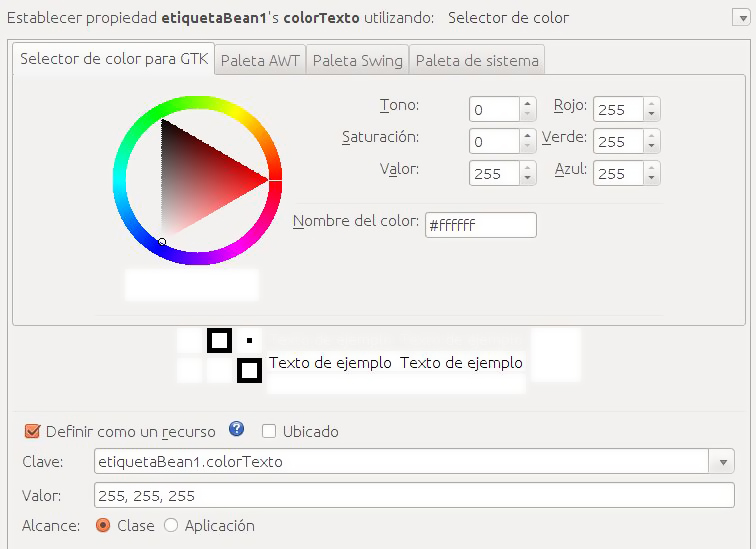 Establecer propiedad etiquetaBean1's colorTexto utilizando: Selector de color
Selector de color para GTK Paleta AWT Paleta Swing Paleta de sistema
Tono: 0 Rojo: 255
Saturación: 0 Verde: 255
Valor: 255 Azul: 255
Nombre del color: #ffffff
Texto de ejemplo Texto de ejemplo
Definir como un recurso ? Ubicado
Clave: etiquetaBean1.colorTexto
Valor: 255, 255, 255
Alcance: Clase Aplicación